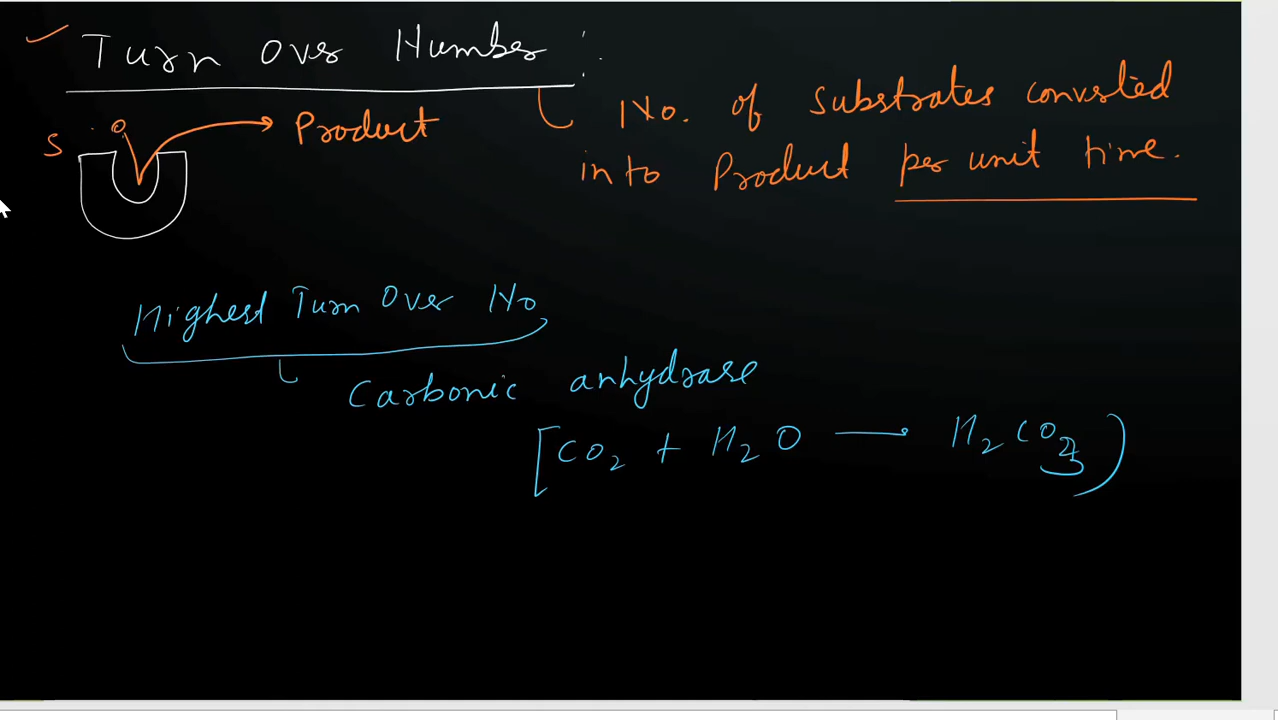 Turn Over Number :
No. of substrates converted
into Product per unit time.
S
Product
Highest Turn Over No
Carbonic anhydrase
[CO2 + H2O → H2CO3)